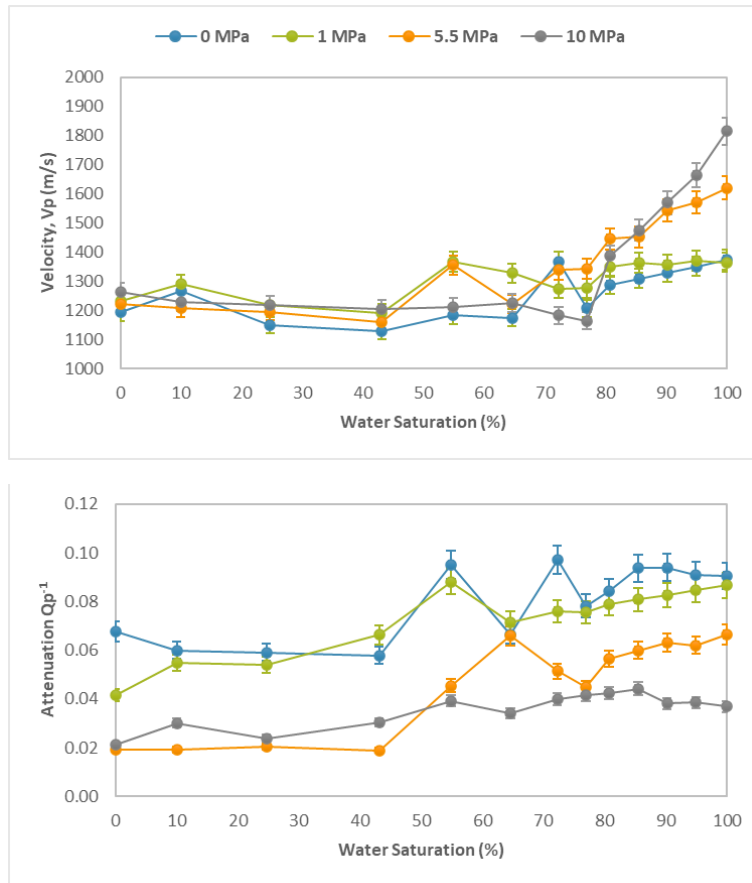 0 MPa 1 MPa 5.5 MPa 10 MPa
2000
1900
1800
1700
1600
1500
1400
1300
1200
1100
1000
Velocity, Vp (m/s)
0 10 20 30 40 50 60 70 80 90 100
Water Saturation (%)
0.12
0.10
0.08
0.06
0.04
0.02
0.00
Attenuation Qp⁻¹
0 10 20 30 40 50 60 70 80 90 100
Water Saturation (%)